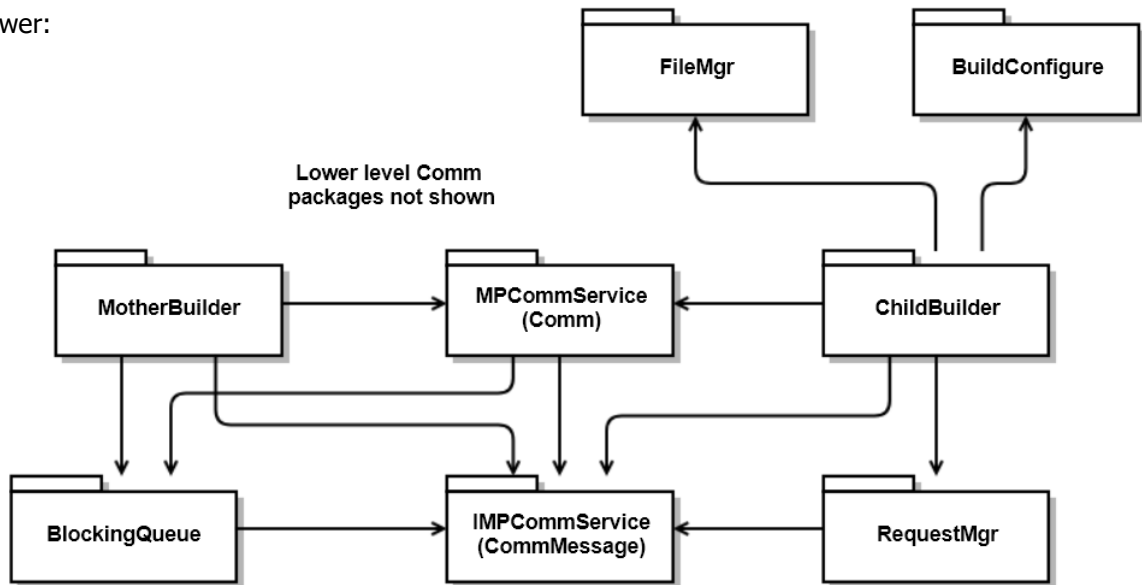 wer:
FileMgr
BuildConfigure
Lower level Comm
packages not shown
MotherBuilder
MPCommService
(Comm)
ChildBuilder
BlockingQueue
IMPCommService
(CommMessage)
RequestMgr